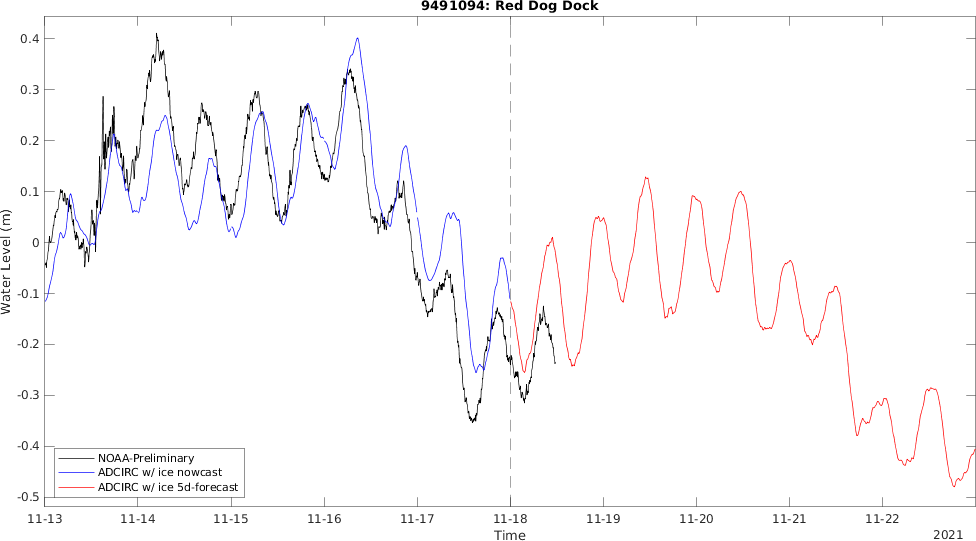 9491094: Red Dog Dock
0.4
0.3
0.2
0.1
0
-0.1
-0.2
-0.3
-0.4
-0.5
Water Level (m)
NOAA-Preliminary
ADCIRC w/ ice nowcast
ADCIRC w/ ice 5d-forecast
11-13 11-14 11-15 11-16 11-17 11-18 11-19 11-20 11-21 11-22
Time
2021